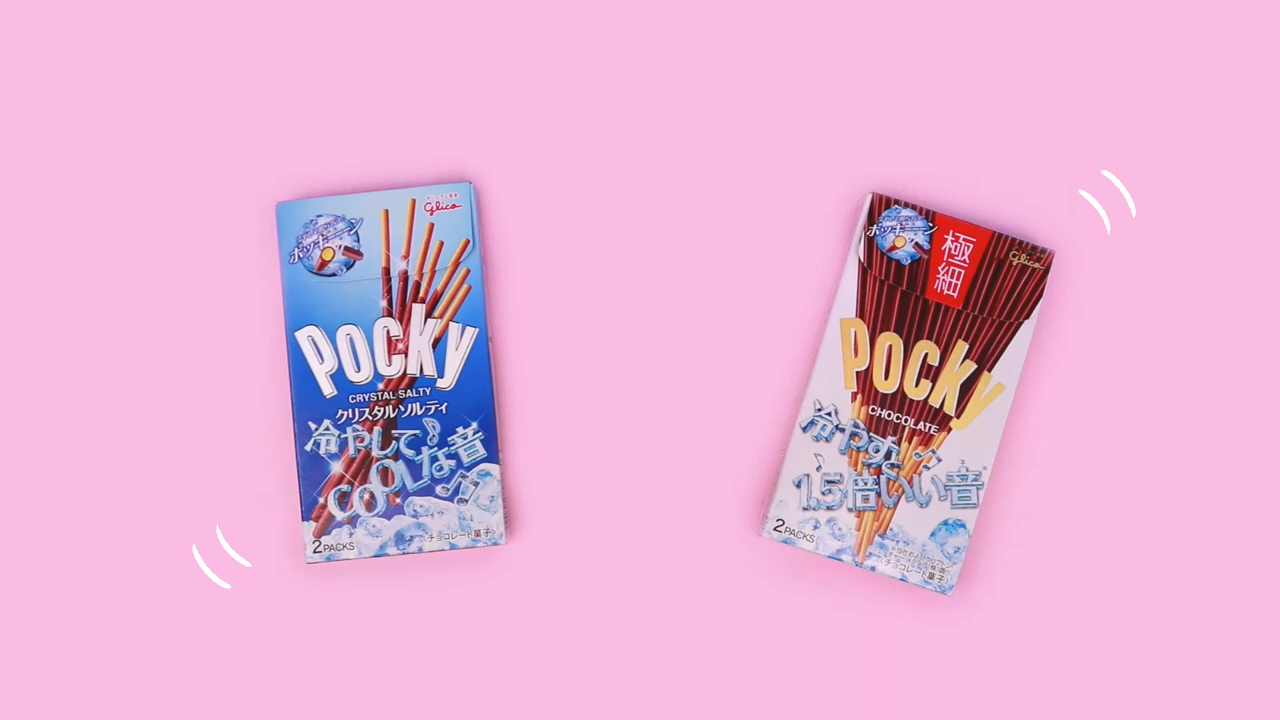 Glico
ポッキーン
Pocky
CRYSTAL SALTY
クリスタルソルティ
冷やして
COOLな音
2PACKS
チョコレート菓子
ポッキーン
極細
Glico
Pocky
CHOCOLATE
冷やすと
1.5倍いい音
2PACKS
チョコレート菓子